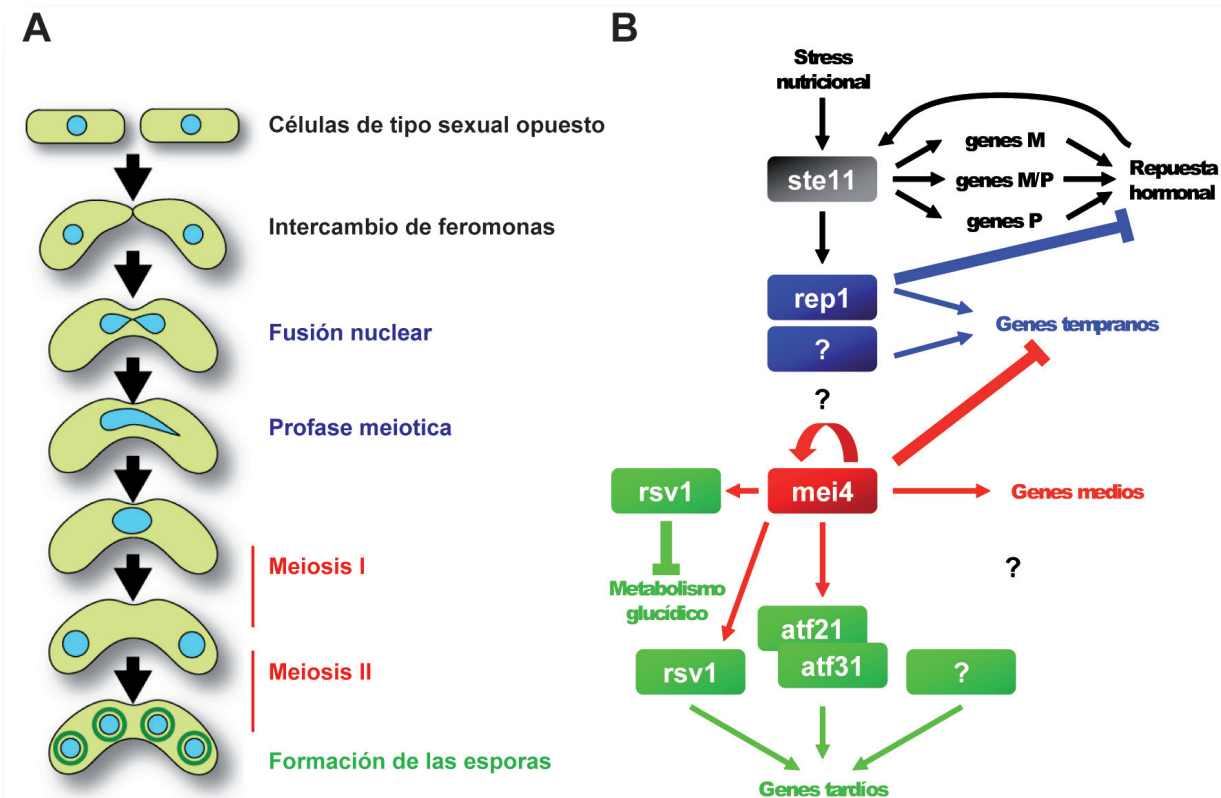 A
Células de tipo sexual opuesto
Intercambio de feromonas
Fusión nuclear
Profase meiotica
Meiosis I
Meiosis II
Formación de las esporas
B
Stress
nutricional
ste11
genes M
genes M/P
genes P
Repuesta
hormonal
rep1
?
Genes tempranos
?
rsv1
mei4
Genes medios
Metabolismo
glucídico
?
atf21
atf31
rsv1
?
Genes tardíos